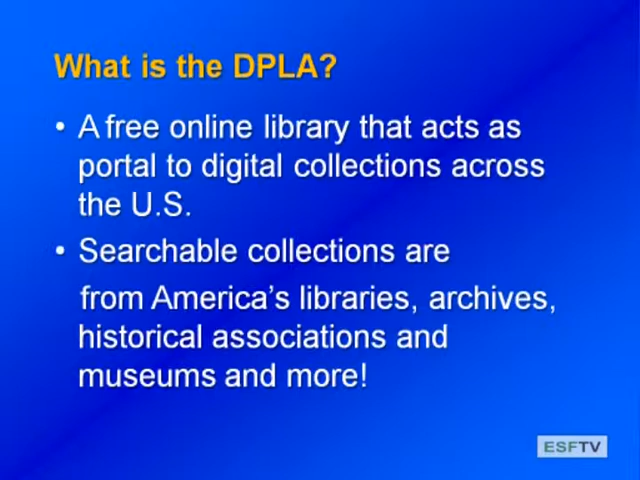 What is the DPLA?
• A free online library that acts as
portal to digital collections across
the U.S.
• Searchable collections are
from America's libraries, archives,
historical associations and
museums and more!
ESFTV